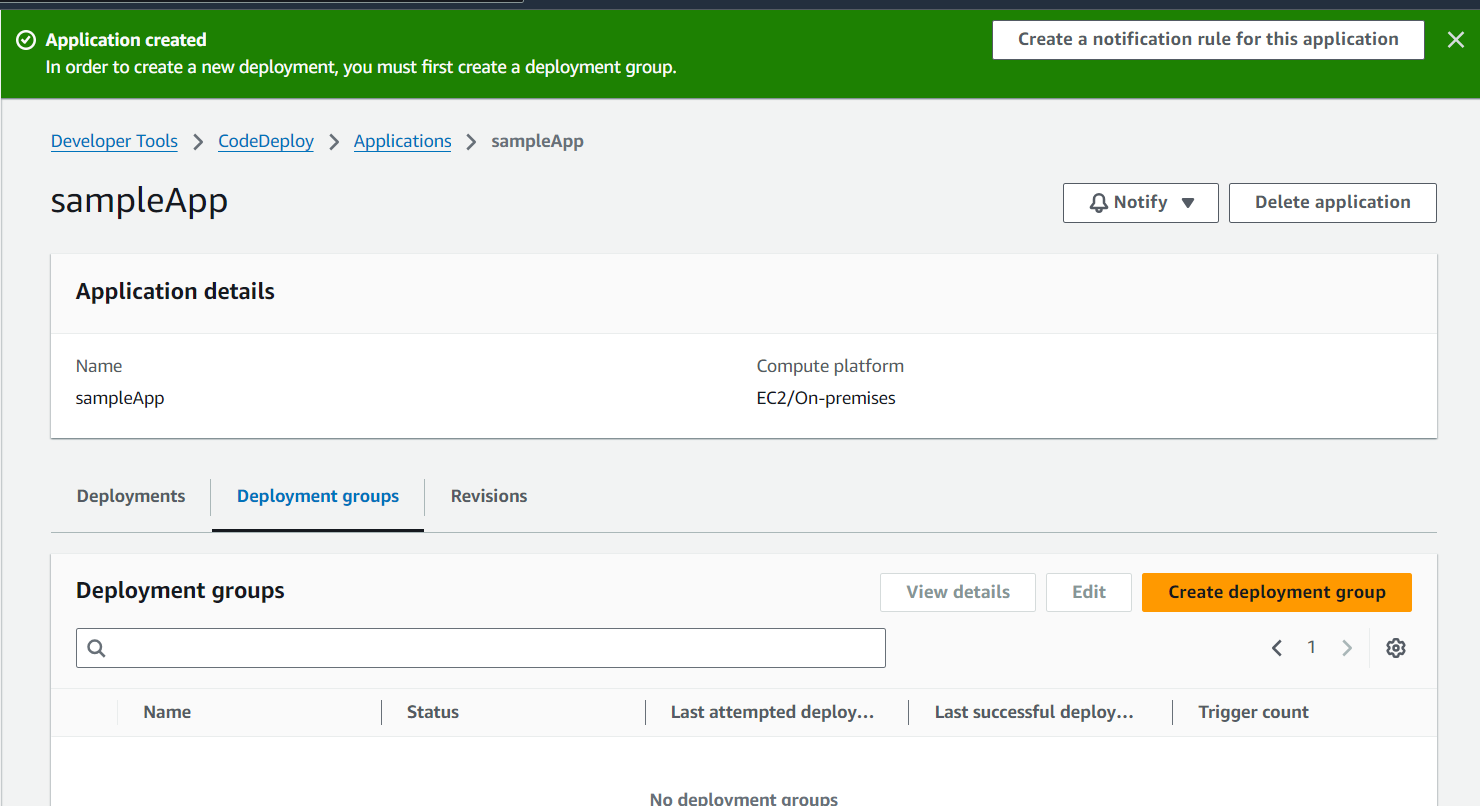 Application created
Create a notification rule for this application
In order to create a new deployment, you must first create a deployment group.
Developer Tools
CodeDeploy
Applications
sampleApp
sampleApp
Notify
Delete application
Application details
Name
Compute platform
sampleApp
EC2/On-premises
Deployments
Deployment groups
Revisions
Deployment groups
View details
Edit
Create deployment group
1
Name
Status
Last attempted deploy...
Last successful deploy...
Trigger count
No deployment groups